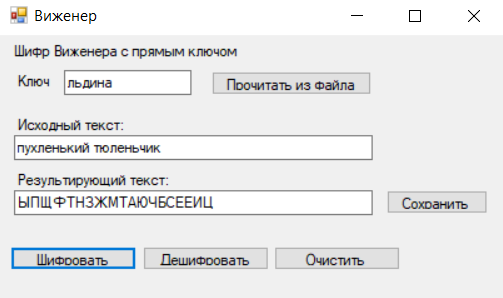 Виженер
Шифр Виженера с прямым ключом
Ключ льдина Прочитать из файла
Исходный текст:
пухленький тюленьчик
Результирующий текст:
ЫПЩФТНЗЖМТАЮЧБСЕЕИЦ Сохранить
Шифровать Дешифровать Очистить